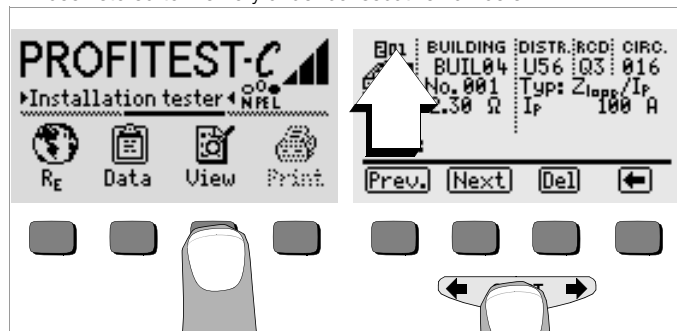 PROFITEST-C
Installation tester N PE L
RE Data View Print
BUILDING DISTR. RCD CIRC.
BUIL04 U56 Q3 016
No. 001 Typ: Zloop/IP
2.30 Ω IP 100 A
Prev. Next Del